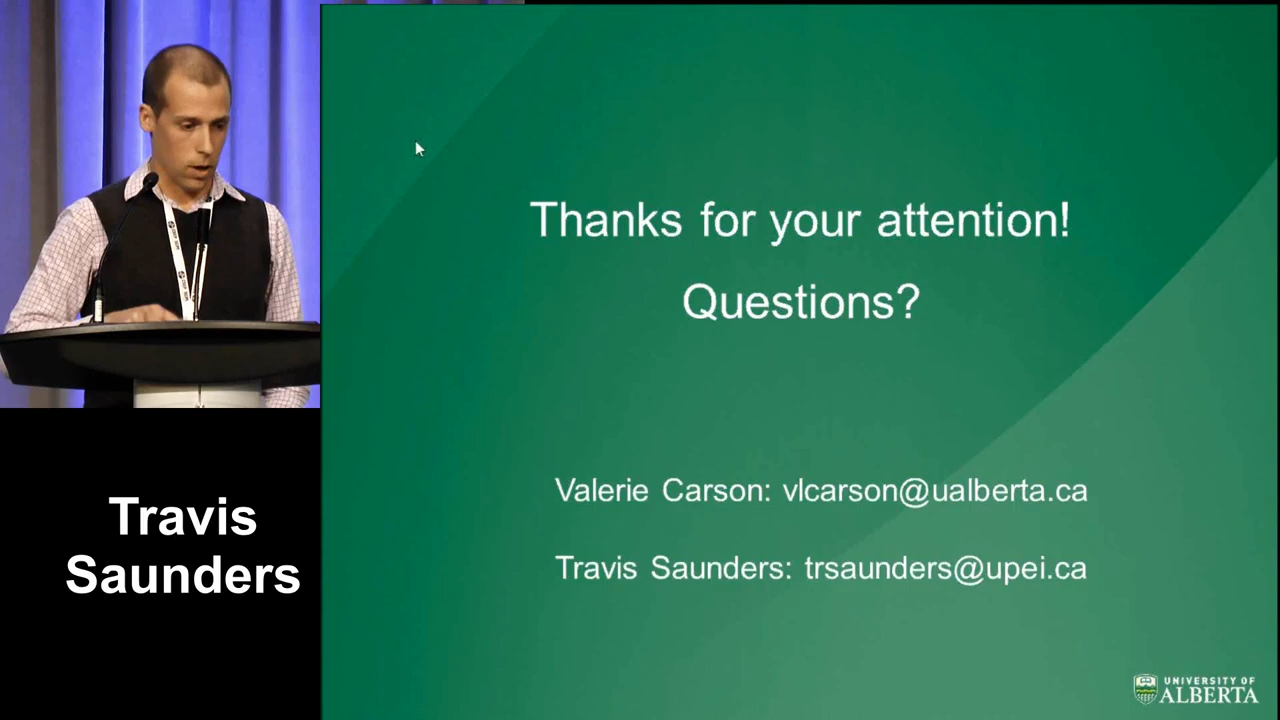 Thanks for your attention!
Questions?
Valerie Carson: vlcarson@ualberta.ca
Travis Saunders: trsaunders@upei.ca
Travis
Saunders
UNIVERSITY OF
ALBERTA